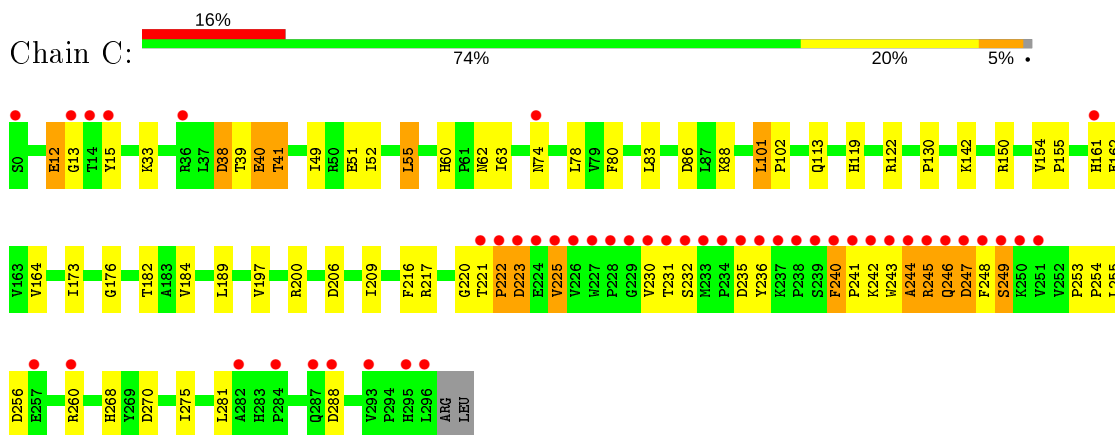 16%
Chain C:
74% 20% 5% •
S0 E12 G13 T14 Y15 K33 R36 L37 D38 T39 E40 T41 I49 R50 E51 I52 L55 H60 P61 N62 I63 N74 L78 V79 F80 L83 D86 L87 K88 L101 P102 Q113 H119 R122 P130 K142 R150 V154 P155 H161 E162
V163 V164 I173 G176 T182 A183 V184 L189 V197 R200 D206 I209 F216 R217 G220 T221 P222 D223 E224 V225 V226 W227 P228 G229 V230 T231 S232 M233 P234 D235 Y236 K237 P238 S239 F240 P241 K242 W243 A244 R245 Q246 D247 F248 S249 K250 V251 V252 P253 P254 L255
D256 E257 R260 H268 Y269 D270 I275 L281 A282 H283 P284 Q287 D288 V293 P294 H295 L296 ARG LEU